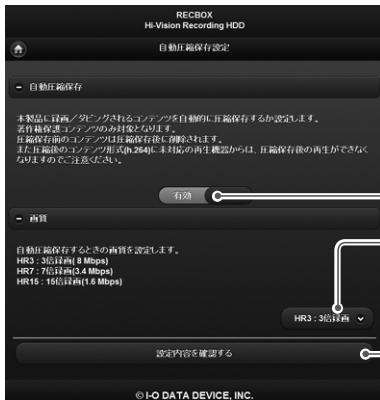 RECBOX
Hi-Vision Recording HDD
自動圧縮保存設定
自動圧縮保存
本製品に録画／ダビングされるコンテンツを自動的に圧縮保存するか設定します。
著作権保護コンテンツのみ対象となります。
圧縮保存前のコンテンツは圧縮保存後に削除されます。
また圧縮後のコンテンツ形式(h.264)に未対応の再生機器からは、圧縮保存後の再生ができなく
なりますのでご注意ください。
有効
画質
自動圧縮保存するときの画質を設定します。
HR3 : 3倍録画( 8 Mbps)
HR7 : 7倍録画(3.4 Mbps)
HR15 : 15倍録画(1.6 Mbps)
HR3 : 3倍録画
設定内容を確認する
© I-O DATA DEVICE, INC.